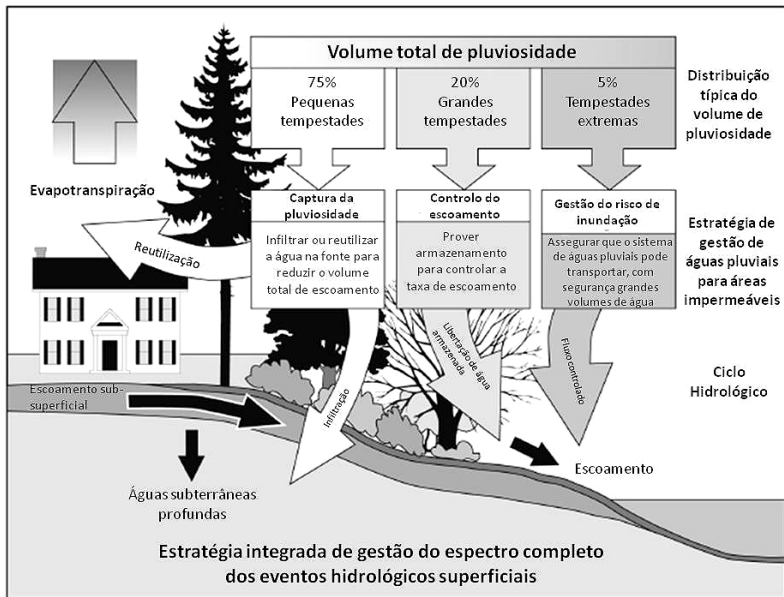 Volume total de pluviosidade
75%
Pequenas
tempestades
20%
Grandes
tempestades
5%
Tempestades
extremas
Distribuição
típica do
volume de
pluviosidade
Evapotranspiração
Captura da
pluviosidade
Infiltrar ou reutilizar
a água na fonte para
reduzir o volume
total de escoamento
Controlo do
escoamento
Prover
armazenamento
para controlar a
taxa de escoamento
Gestão do risco de
inundação
Assegurar que o sistema
de águas pluviais pode
transportar, com
segurança grandes
volumes de água
Estratégia de
gestão de
águas pluviais
para áreas
impermeáveis
Reutilização
Infiltração
Libertação de água
armazenada
Fluxo controlado
Ciclo
Hidrológico
Escoamento sub-
superficial
Escoamento
Águas subterrâneas
profundas
Estratégia integrada de gestão do espectro completo
dos eventos hidrológicos superficiais